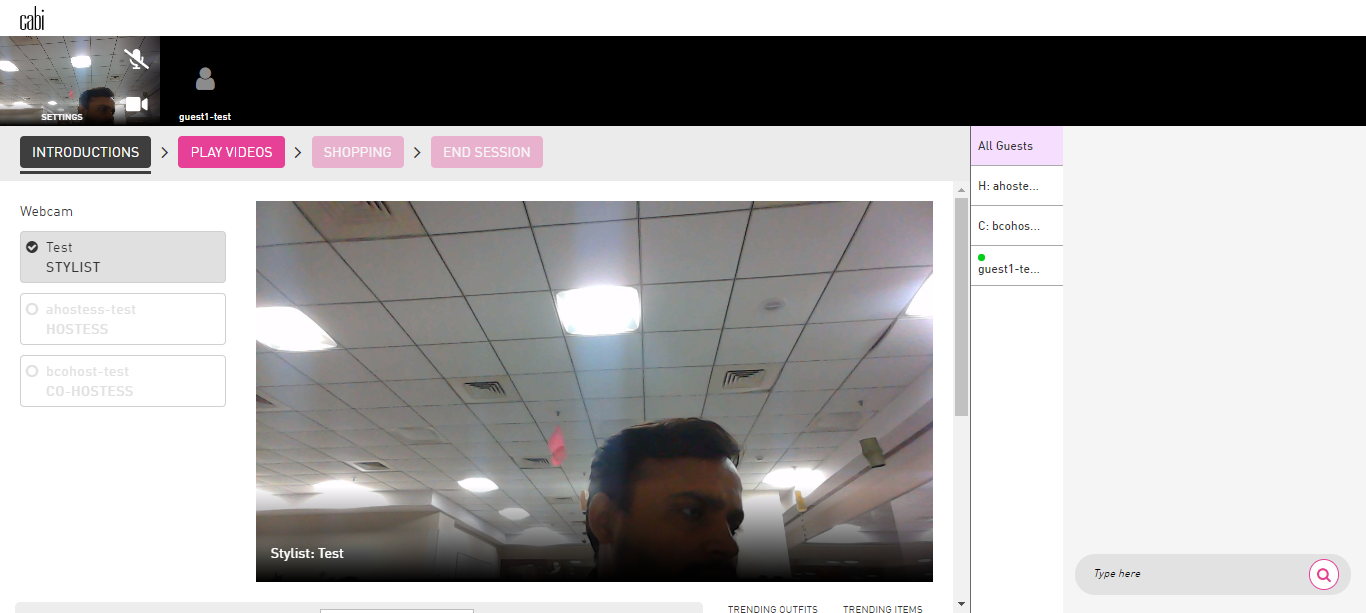 cabi
SETTINGS
guest1-test
INTRODUCTIONS
PLAY VIDEOS
SHOPPING
END SESSION
Webcam
Test
STYLIST
ahostess-test
HOSTESS
bcohost-test
CO-HOSTESS
Stylist: Test
TRENDING OUTFITS
TRENDING ITEMS
All Guests
H: ahoste...
C: bcohos...
guest1-te...
Type here